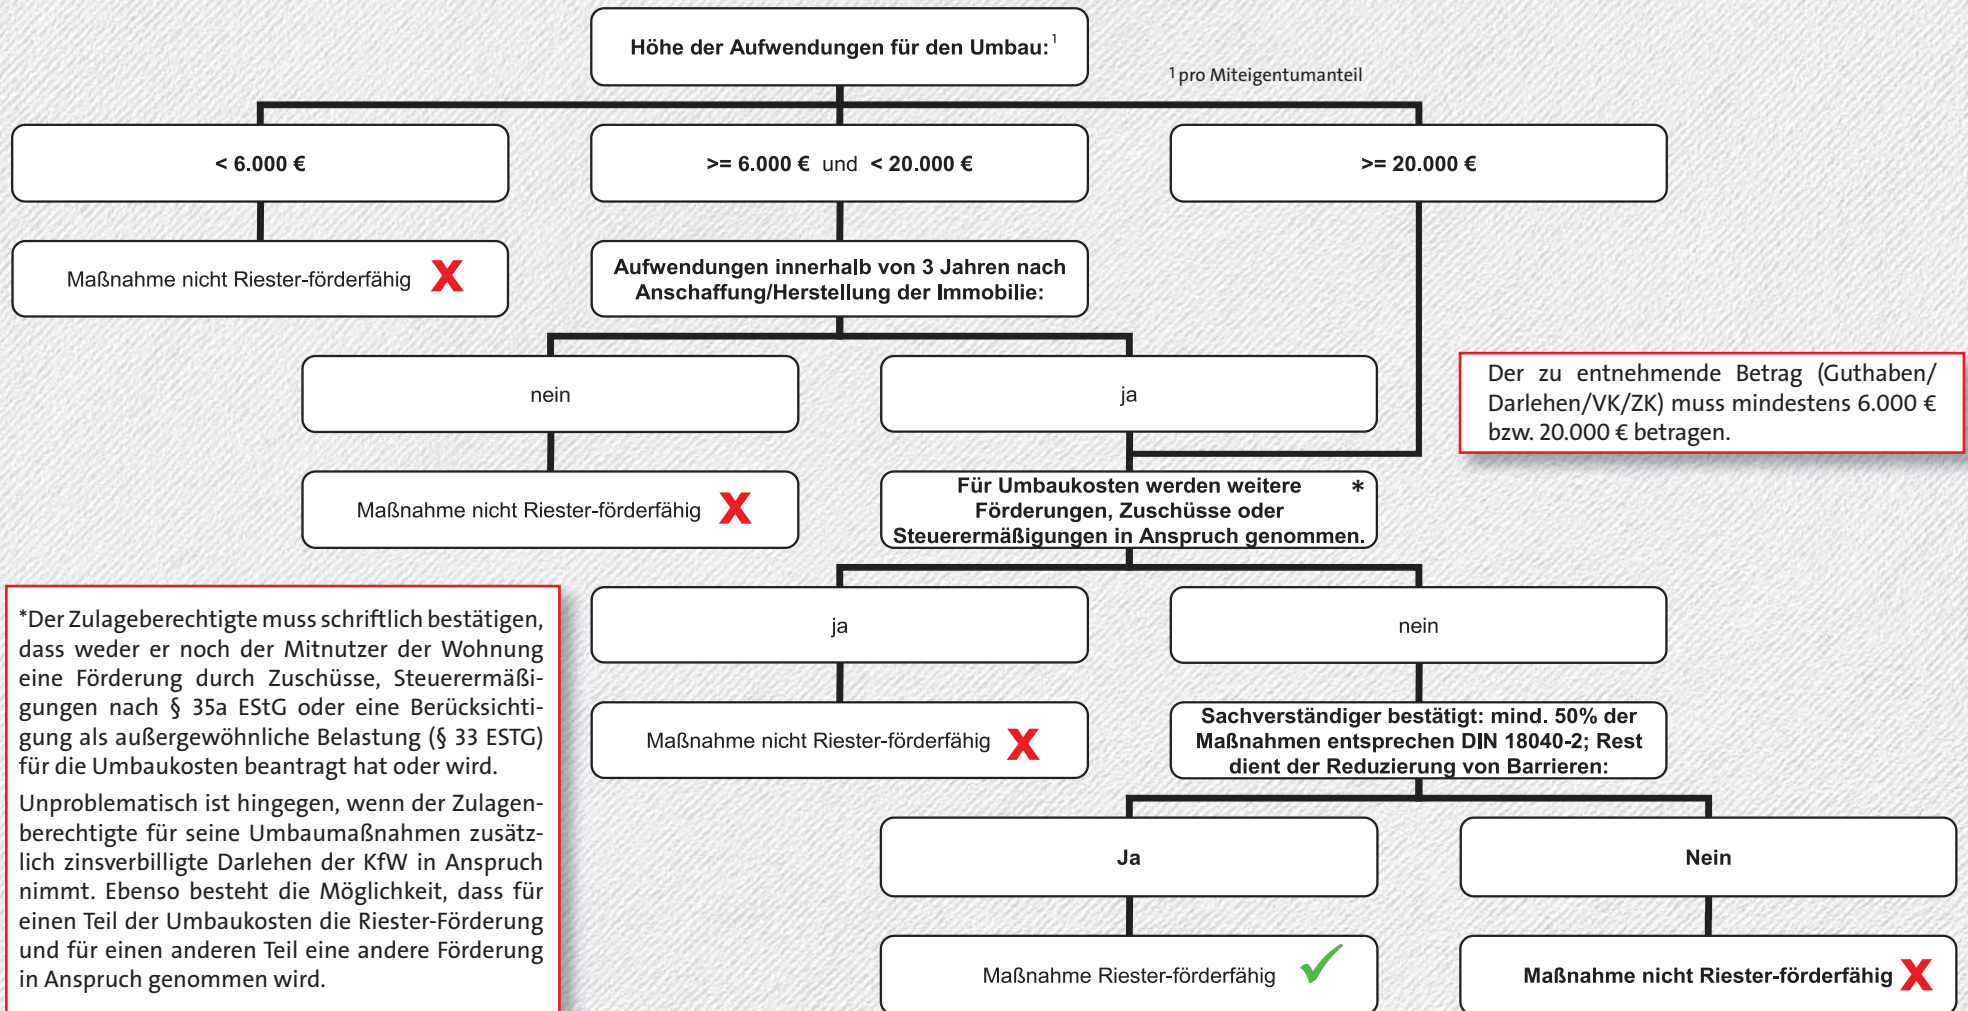 Höhe der Aufwendungen für den Umbau:¹
¹ pro Miteigentumanteil
< 6.000 €
>= 6.000 € und < 20.000 €
>= 20.000 €
Maßnahme nicht Riester-förderfähig X
Aufwendungen innerhalb von 3 Jahren nach
Anschaffung/Herstellung der Immobilie:
nein
ja
Der zu entnehmende Betrag (Guthaben/
Darlehen/VK/ZK) muss mindestens 6.000 €
bzw. 20.000 € betragen.
Maßnahme nicht Riester-förderfähig X
Für Umbaukosten werden weitere *
Förderungen, Zuschüsse oder
Steuerermäßigungen in Anspruch genommen.
ja
nein
Maßnahme nicht Riester-förderfähig X
Sachverständiger bestätigt: mind. 50% der
Maßnahmen entsprechen DIN 18040-2; Rest
dient der Reduzierung von Barrieren:
Ja
Nein
Maßnahme Riester-förderfähig ✓
Maßnahme nicht Riester-förderfähig X
*Der Zulageberechtigte muss schriftlich bestätigen,
dass weder er noch der Mitnutzer der Wohnung
eine Förderung durch Zuschüsse, Steuerermäßi-
gungen nach § 35a EStG oder eine Berücksichti-
gung als außergewöhnliche Belastung (§ 33 ESTG)
für die Umbaukosten beantragt hat oder wird.
Unproblematisch ist hingegen, wenn der Zulagen-
berechtigte für seine Umbaumaßnahmen zusätz-
lich zinsverbilligte Darlehen der KfW in Anspruch
nimmt. Ebenso besteht die Möglichkeit, dass für
einen Teil der Umbaukosten die Riester-Förderung
und für einen anderen Teil eine andere Förderung
in Anspruch genommen wird.